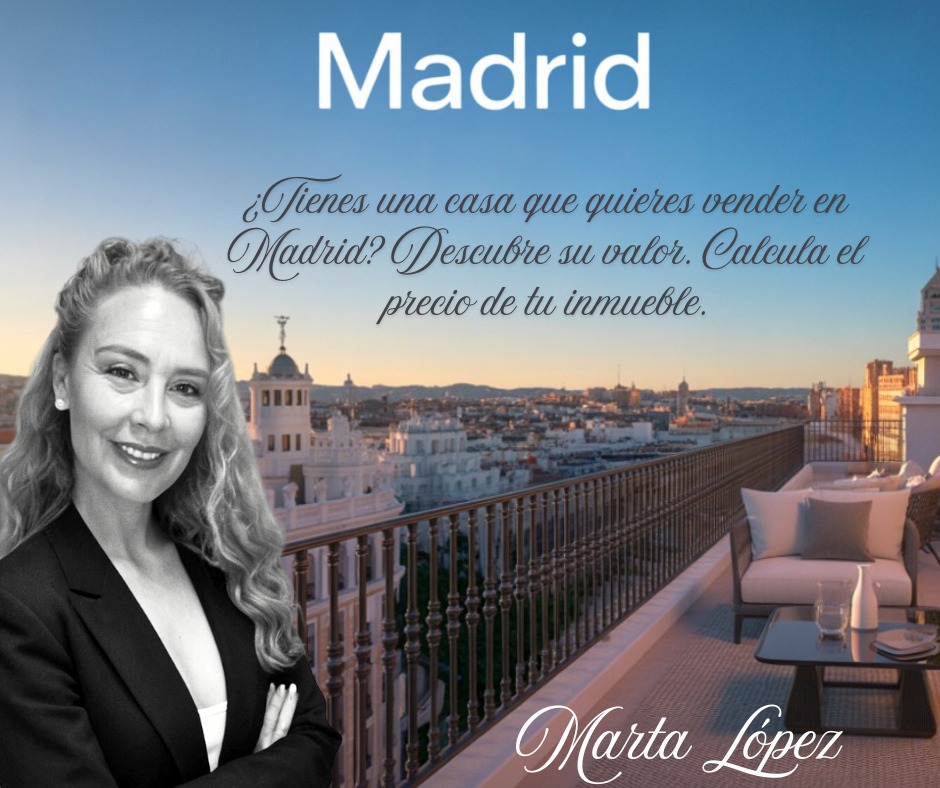 Madrid
¿Tienes una casa que quieres vender en
Madrid? Descubre su valor. Calcula el
precio de tu inmueble.
Marta López